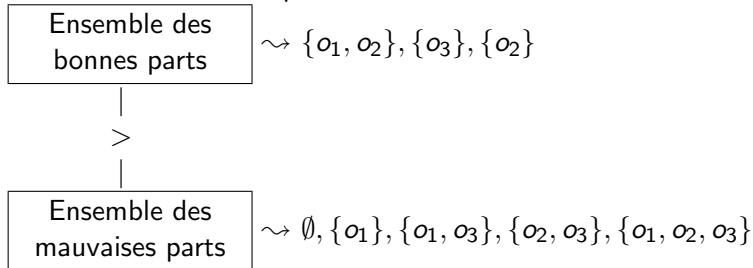 Ensemble des
bonnes parts
⤳ {o₁, o₂}, {o₃}, {o₂}
>
Ensemble des
mauvaises parts
⤳ ∅, {o₁}, {o₁, o₃}, {o₂, o₃}, {o₁, o₂, o₃}